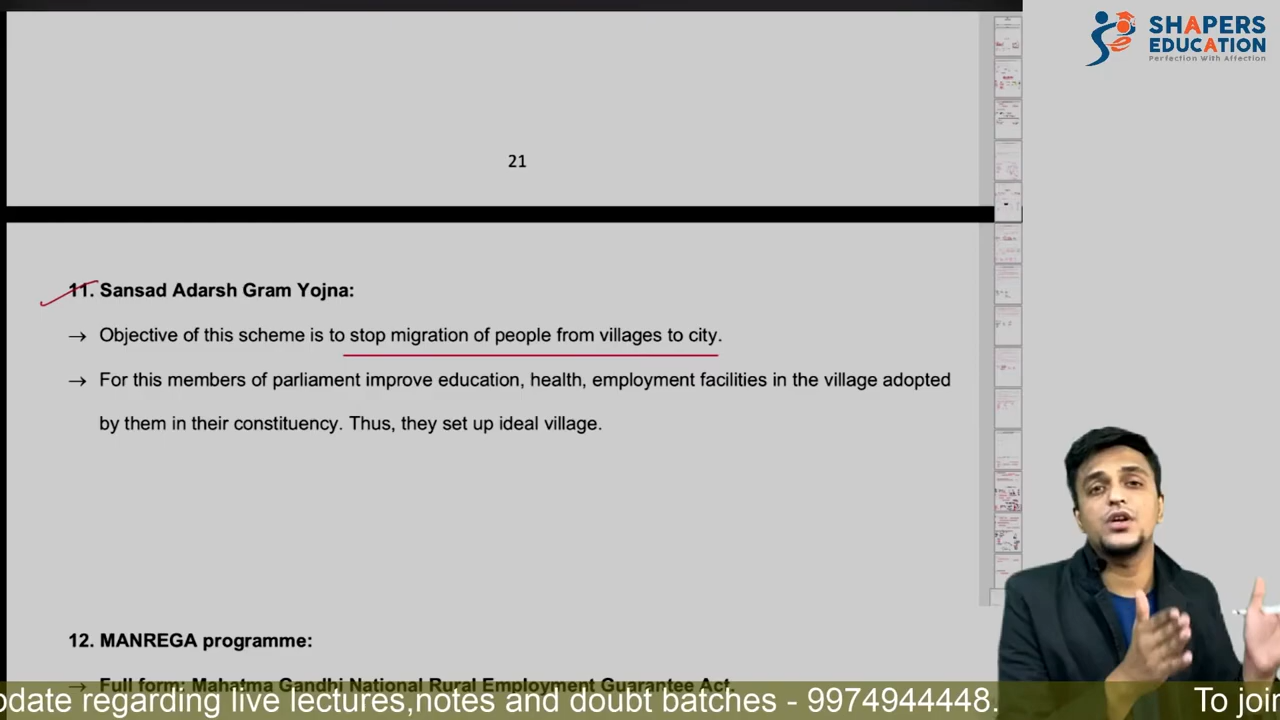 SHAPERS
EDUCATION
Perfection With Affection
21
11. Sansad Adarsh Gram Yojna:
→ Objective of this scheme is to stop migration of people from villages to city.
→ For this members of parliament improve education, health, employment facilities in the village adopted
by them in their constituency. Thus, they set up ideal village.
12. MANREGA programme:
→ Full form: Mahatma Gandhi National Rural Employment Guarantee Act.
regarding live lectures,notes and doubt batches - 9974944448. To